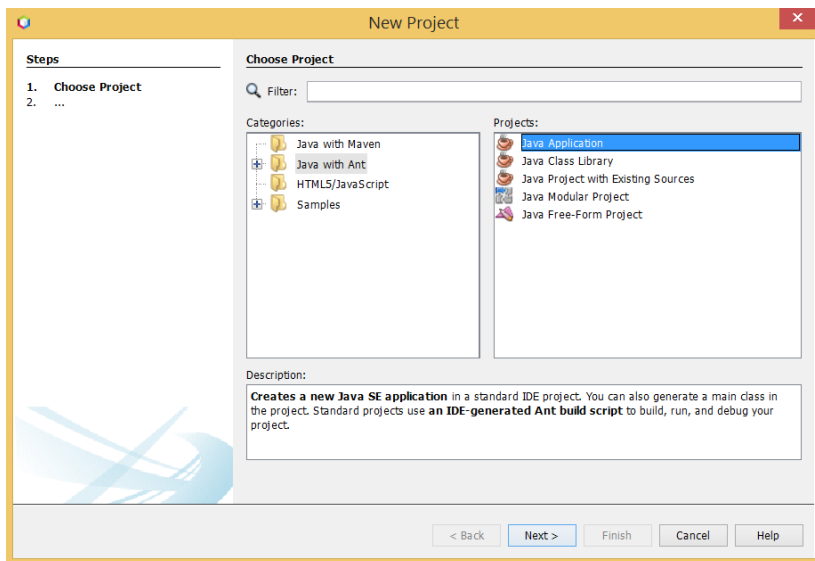 New Project
Steps
1. Choose Project
2. ...
Choose Project
Filter:
Categories:
Java with Maven
Java with Ant
HTML5/JavaScript
Samples
Projects:
Java Application
Java Class Library
Java Project with Existing Sources
Java Modular Project
Java Free-Form Project
Description:
Creates a new Java SE application in a standard IDE project. You can also generate a main class in
the project. Standard projects use an IDE-generated Ant build script to build, run, and debug your
project.
< Back
Next >
Finish
Cancel
Help